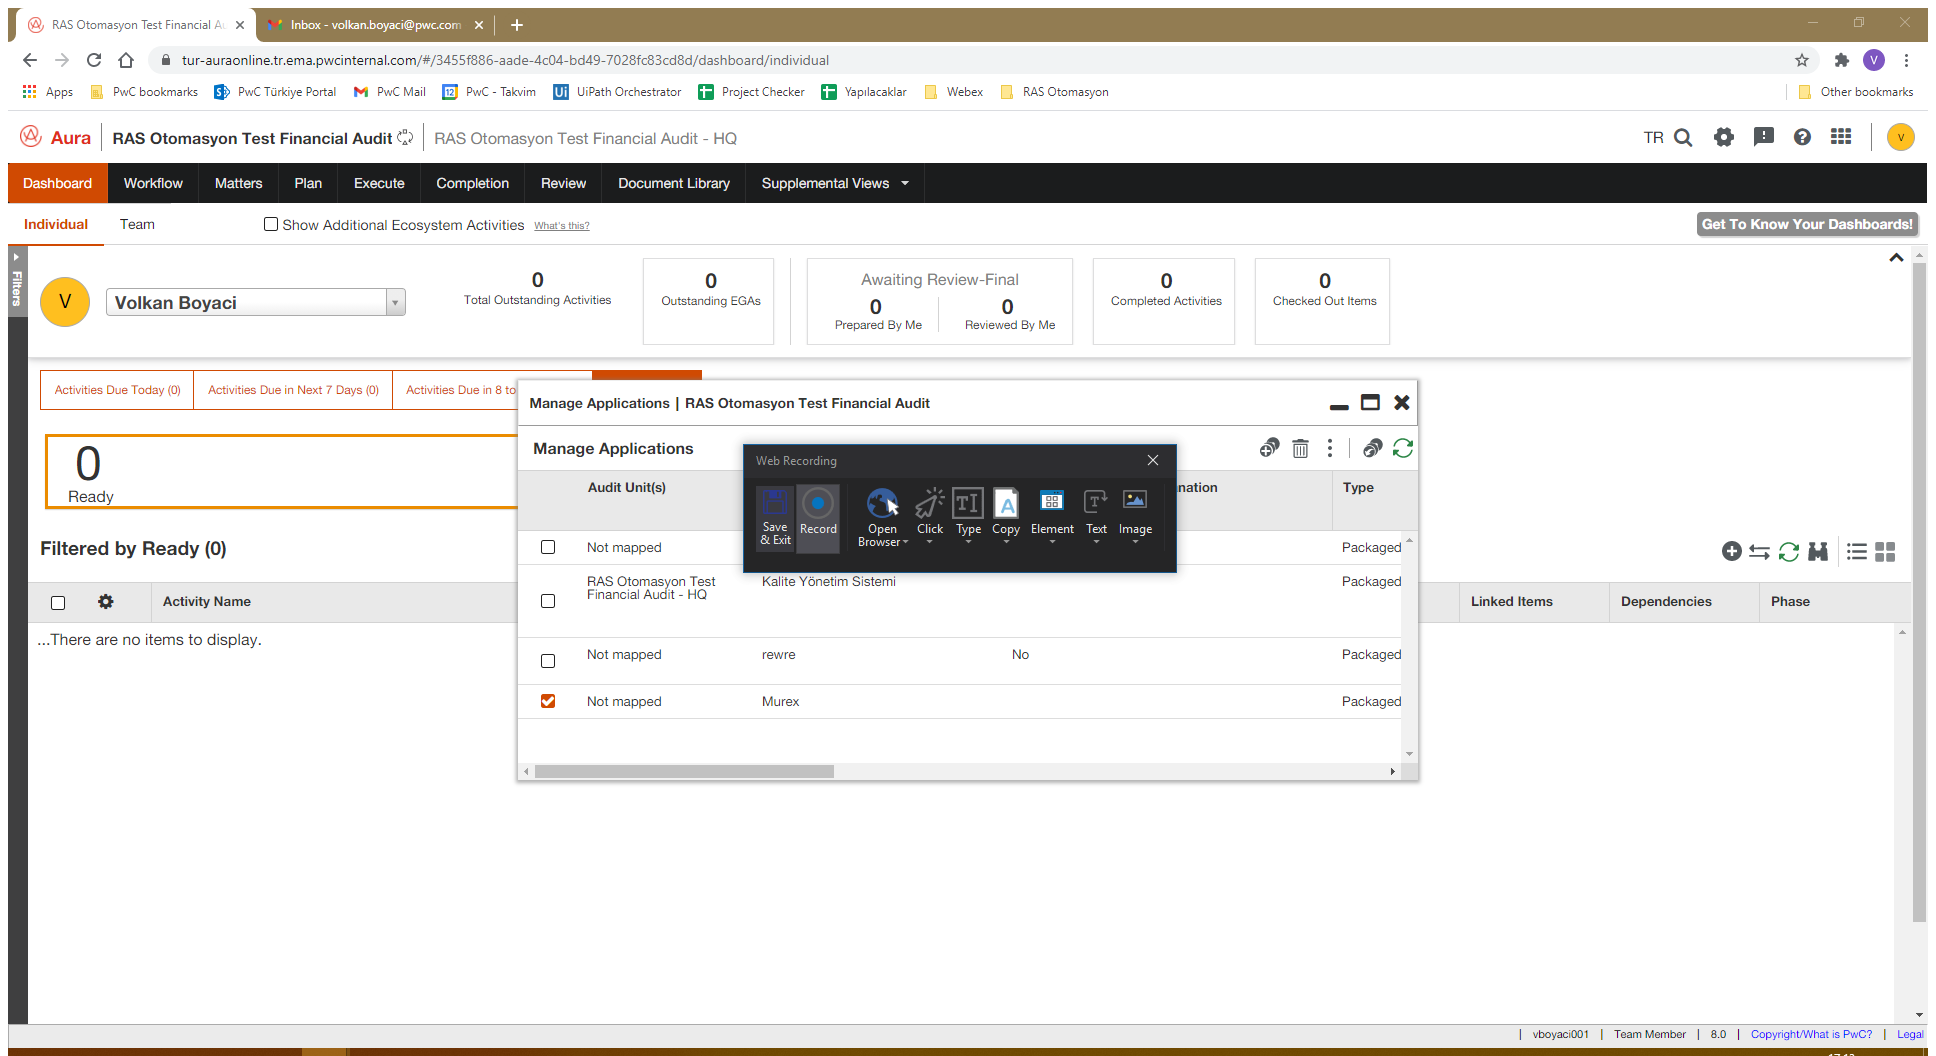 RAS Otomasyon Test Financial Au
Inbox - volkan.boyaci@pwc.com
tur-auraonline.tr.ema.pwcinternal.com/#/3455f886-aade-4c04-bd49-7028fc83cd8d/dashboard/individual
V
Apps PwC bookmarks PwC Türkiye Portal PwC Mail PwC - Takvim UiPath Orchestrator Project Checker Yapılacaklar Webex RAS Otomasyon Other bookmarks
Aura RAS Otomasyon Test Financial Audit RAS Otomasyon Test Financial Audit - HQ TR V
Dashboard Workflow Matters Plan Execute Completion Review Document Library Supplemental Views
Individual Team Show Additional Ecosystem Activities What's this? Get To Know Your Dashboards!
Filters
V Volkan Boyaci
0
Total Outstanding Activities
0
Outstanding EGAs
Awaiting Review-Final
0 0
Prepared By Me Reviewed By Me
0
Completed Activities
0
Checked Out Items
Activities Due Today (0) Activities Due in Next 7 Days (0) Activities Due in 8 to
0
Ready
Filtered by Ready (0)
Activity Name Linked Items Dependencies Phase
...There are no items to display.
Manage Applications | RAS Otomasyon Test Financial Audit
Manage Applications
Audit Unit(s) nation Type
Not mapped Packaged
RAS Otomasyon Test Kalite Yönetim Sistemi Packaged
Financial Audit - HQ
Not mapped rewre No Packaged
Not mapped Murex Packaged
Web Recording
Save
& Exit
Record
Open
Browser
Click
Type
Copy
Element
Text
Image
| vboyaci001 | Team Member | 8.0 | Copyright/What is PwC? | Legal